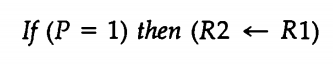 If (P = 1) then (R2 ← R1)